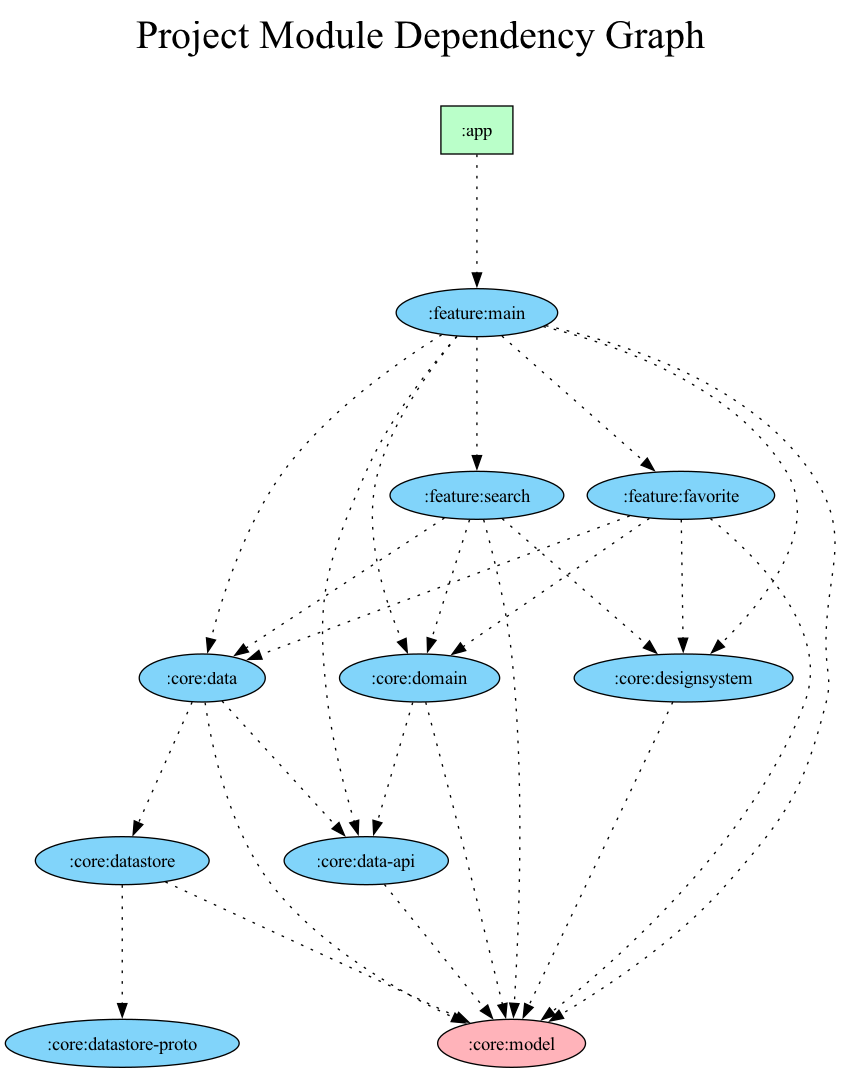 Project Module Dependency Graph
:app
:feature:main
:feature:search
:feature:favorite
:core:data
:core:domain
:core:designsystem
:core:datastore
:core:data-api
:core:datastore-proto
:core:model